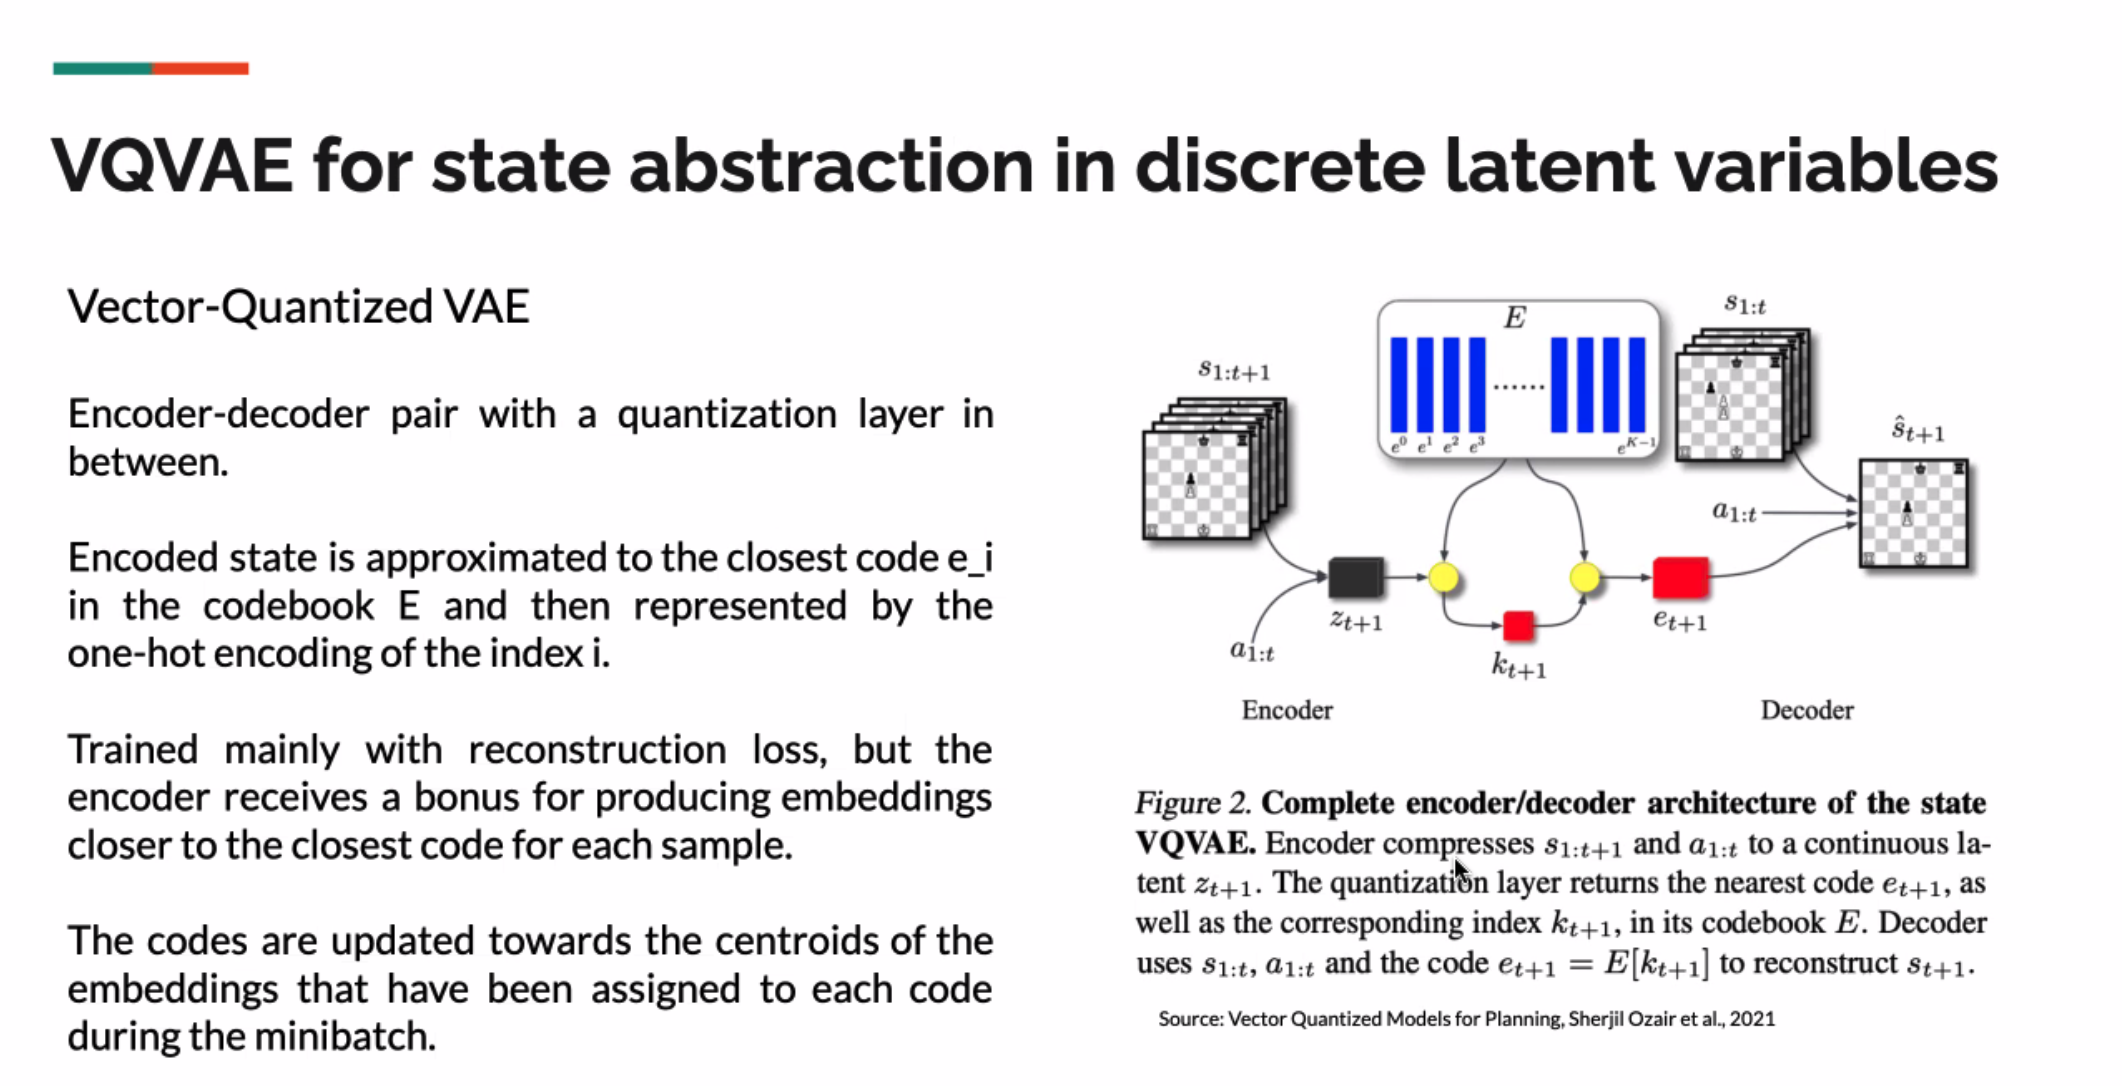 VQVAE for state abstraction in discrete latent variables
Vector-Quantized VAE
Encoder-decoder pair with a quantization layer in
between.
Encoded state is approximated to the closest code e_i
in the codebook E and then represented by the
one-hot encoding of the index i.
Trained mainly with reconstruction loss, but the
encoder receives a bonus for producing embeddings
closer to the closest code for each sample.
The codes are updated towards the centroids of the
embeddings that have been assigned to each code
during the minibatch.
s_{1:t+1}
E
......
e^0 e^1 e^2 e^3 e^{K-1}
s_{1:t}
ŝ_{t+1}
a_{1:t}
z_{t+1}
e_{t+1}
a_{1:t}
k_{t+1}
Encoder
Decoder
Figure 2. Complete encoder/decoder architecture of the state
VQVAE. Encoder compresses s_{1:t+1} and a_{1:t} to a continuous la-
tent z_{t+1}. The quantization layer returns the nearest code e_{t+1}, as
well as the corresponding index k_{t+1}, in its codebook E. Decoder
uses s_{1:t}, a_{1:t} and the code e_{t+1} = E[k_{t+1}] to reconstruct s_{t+1}.
Source: Vector Quantized Models for Planning, Sherjil Ozair et al., 2021